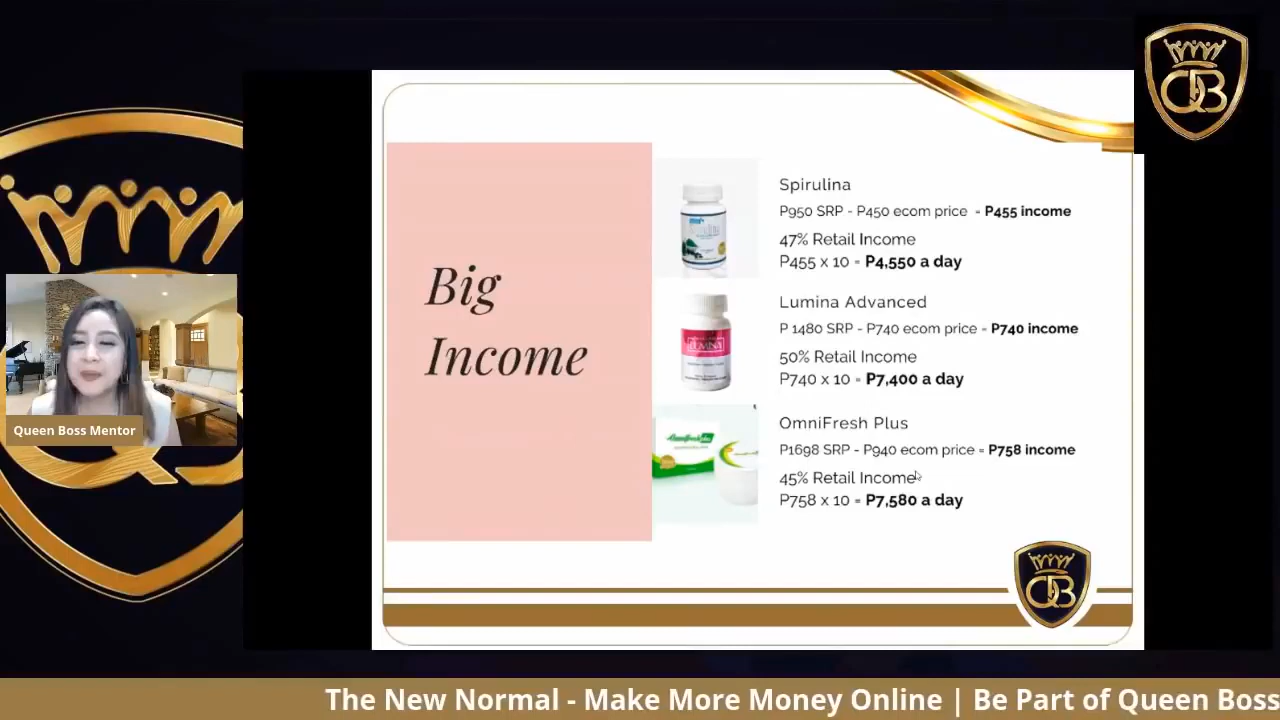 QB
Big
Income
Spirulina
P950 SRP - P450 ecom price = P455 income
47% Retail Income
P455 x 10 = P4,550 a day
Lumina Advanced
P 1480 SRP - P740 ecom price = P740 income
50% Retail Income
P740 x 10 = P7,400 a day
OmniFresh Plus
P1698 SRP - P940 ecom price = P758 income
45% Retail Income
P758 x 10 = P7,580 a day
Queen Boss Mentor
QB
The New Normal - Make More Money Online | Be Part of Queen Boss